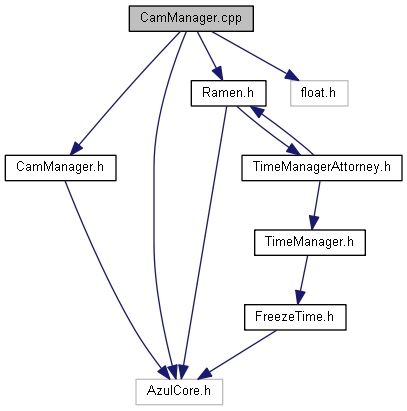 CamManager.cpp
Ramen.h
float.h
CamManager.h
TimeManagerAttorney.h
TimeManager.h
FreezeTime.h
AzulCore.h